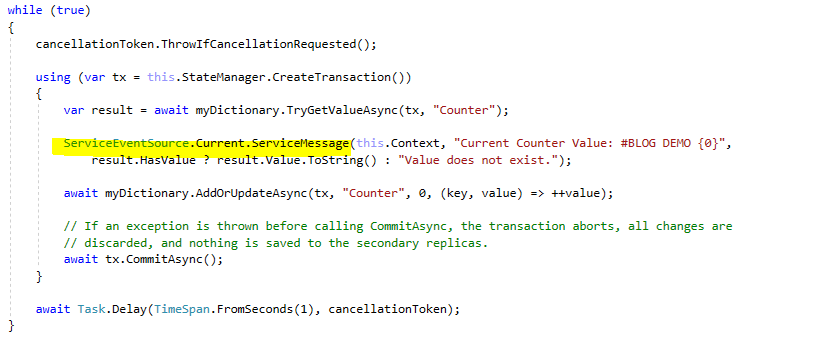 while (true)
{
    cancellationToken.ThrowIfCancellationRequested();
    using (var tx = this.StateManager.CreateTransaction())
    {
        var result = await myDictionary.TryGetValueAsync(tx, "Counter");
        ServiceEventSource.Current.ServiceMessage(this.Context, "Current Counter Value: #BLOG DEMO {0}",
            result.HasValue ? result.Value.ToString() : "Value does not exist.");
        await myDictionary.AddOrUpdateAsync(tx, "Counter", 0, (key, value) => ++value);
        // If an exception is thrown before calling CommitAsync, the transaction aborts, all changes are
        // discarded, and nothing is saved to the secondary replicas.
        await tx.CommitAsync();
    }
    await Task.Delay(TimeSpan.FromSeconds(1), cancellationToken);
}